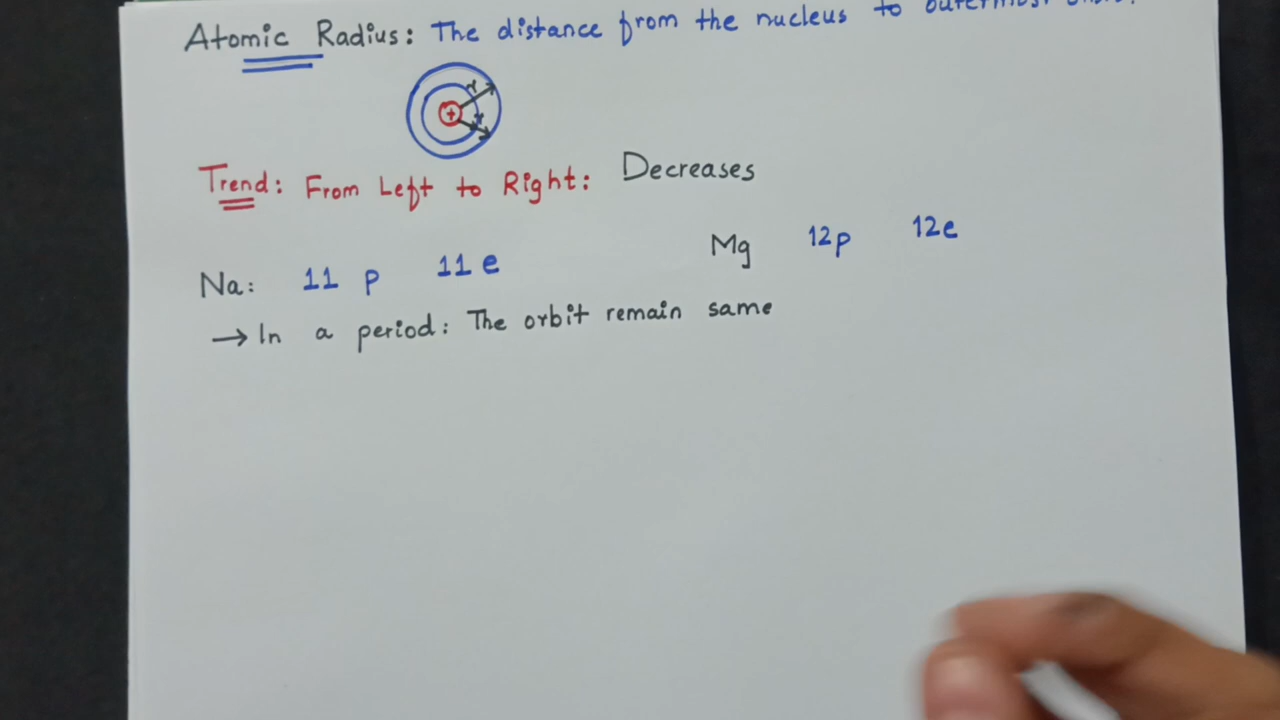 Atomic Radius: The distance from the nucleus to
+
r
r
Trend: From Left to Right: Decreases
Na: 11 p 11 e Mg 12p 12e
→ In a period: The orbit remain same